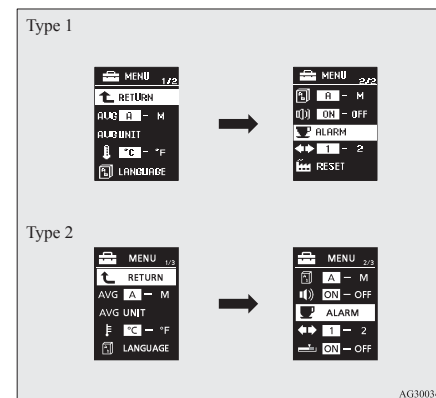 Type 1
MENU 1/2
RETURN
AVG A - M
AVG UNIT
°C - °F
LANGUAGE
MENU 2/2
A - M
ON - OFF
ALARM
1 - 2
RESET
Type 2
MENU 1/3
RETURN
AVG A - M
AVG UNIT
°C - °F
LANGUAGE
MENU 2/3
A - M
ON - OFF
ALARM
1 - 2
ON - OFF